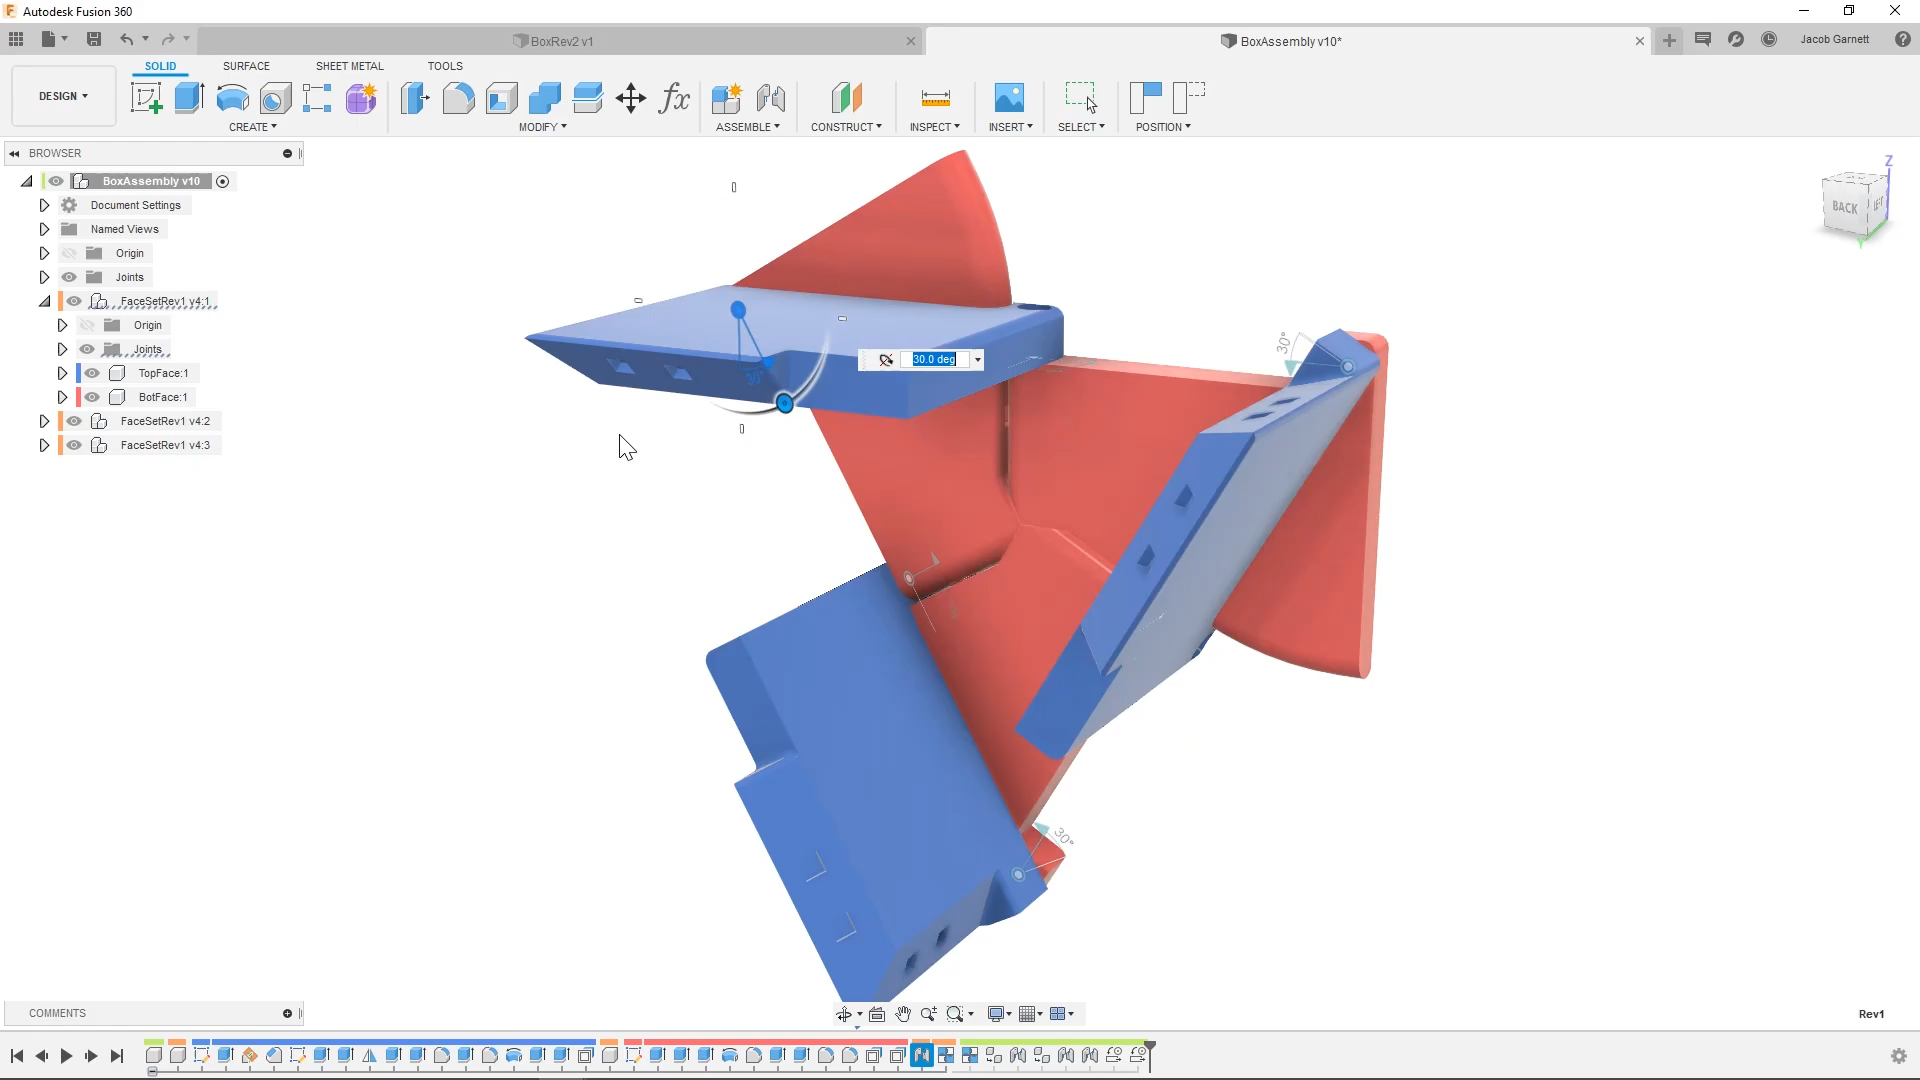 Autodesk Fusion 360
BoxRev2 v1
BoxAssembly v10*
Jacob Garnett
DESIGN
SOLID
SURFACE
SHEET METAL
TOOLS
CREATE
MODIFY
ASSEMBLE
CONSTRUCT
INSPECT
INSERT
SELECT
POSITION
BROWSER
BoxAssembly v10
Document Settings
Named Views
Origin
Joints
FaceSetRev1 v4:1
Origin
Joints
TopFace:1
BotFace:1
FaceSetRev1 v4:2
FaceSetRev1 v4:3
Z
BACK
LEFT
Y
30°
30.0 deg
30°
30°
COMMENTS
Rev1